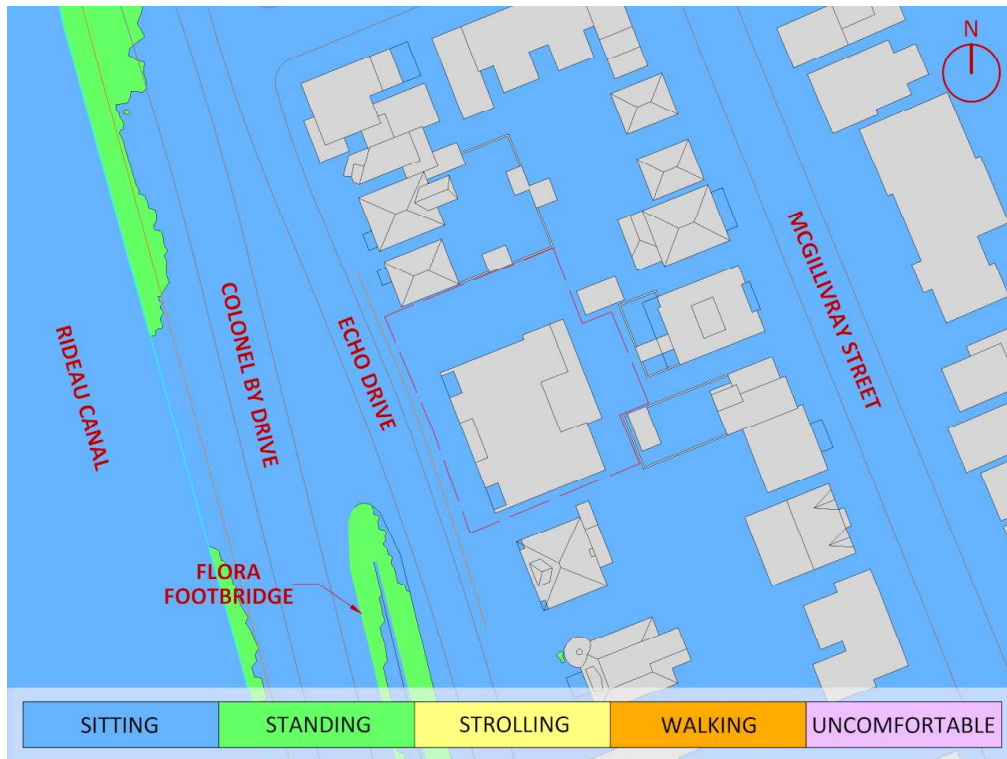 N
RIDEAU CANAL
COLONEL BY DRIVE
ECHO DRIVE
MCGILLIVRAY STREET
FLORA
FOOTBRIDGE
SITTING
STANDING
STROLLING
WALKING
UNCOMFORTABLE